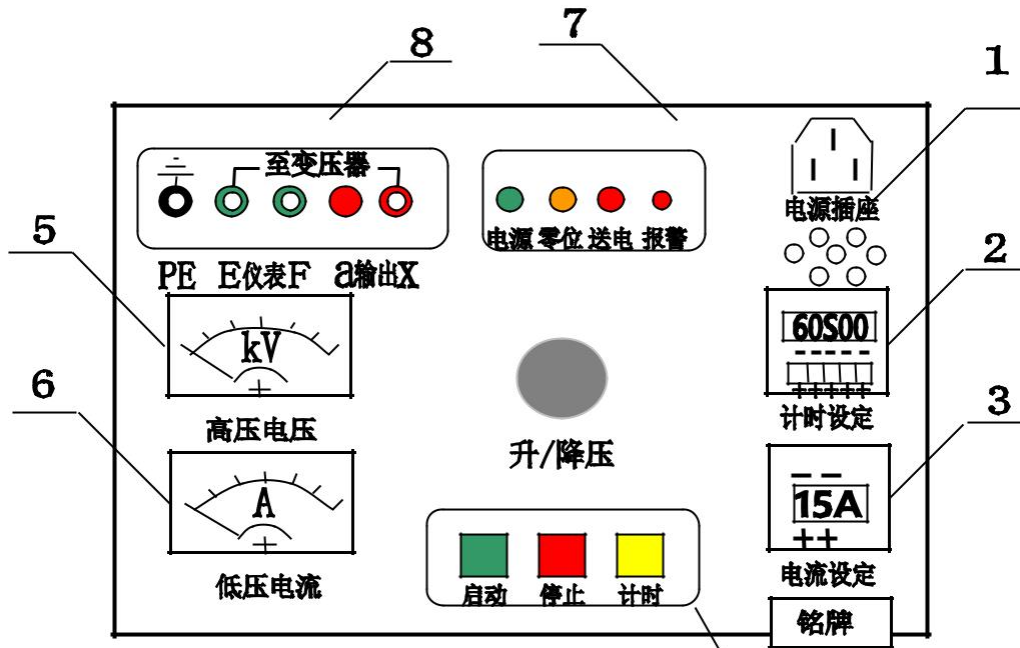 8
7
1
至变压器
电源 零位 送电 报警
电源插座
PE E仪表F a输出X
5
kV
高压电压
2
60S00
- - - - -
+++++
计时设定
6
A
低压电流
升/降压
3
- -
15A
++
电流设定
启动 停止 计时
铭牌